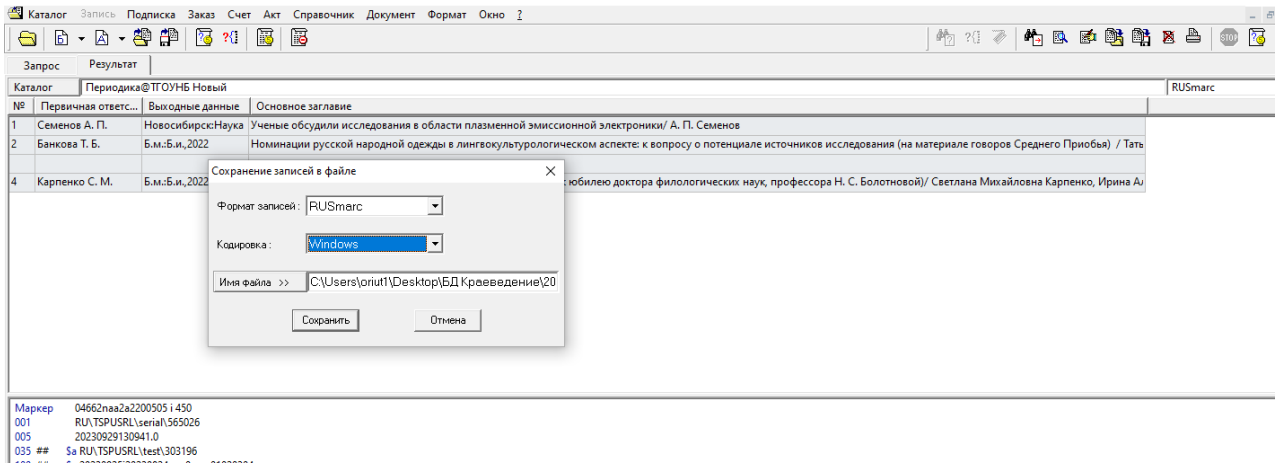 Каталог Запись Подписка Заказ Счет Акт Справочник Документ Формат Окно ?
STOP
Запрос Результат
Каталог Периодика@ТГОУНБ Новый RUSmarc
№ Первичная ответс... Выходные данные Основное заглавие
1 Семенов А. П. Новосибирск:Наука Ученые обсудили исследования в области плазменной эмиссионной электроники/ А. П. Семенов
2 Банкова Т. Б. Б.м.:Б.и.,2022 Номинации русской народной одежды в лингвокультурологическом аспекте: к вопросу о потенциале источников исследования (на материале говоров Среднего Приобья) / Тать
4 Карпенко С. М. Б.м.:Б.и.,2022 юбилею доктора филологических наук, профессора Н. С. Болотновой)/ Светлана Михайловна Карпенко, Ирина
Сохранение записей в файле
Формат записей: RUSmarc
Кодировка: Windows
Имя файла >> C:\Users\oriut1\Desktop\БД Краеведение\20
Сохранить Отмена
Маркер 04662naa2a2200505 i 450
001 RU\TSPUSRL\serial\565026
005 20230929130941.0
035 ## $a RU\TSPUSRL\test\303196